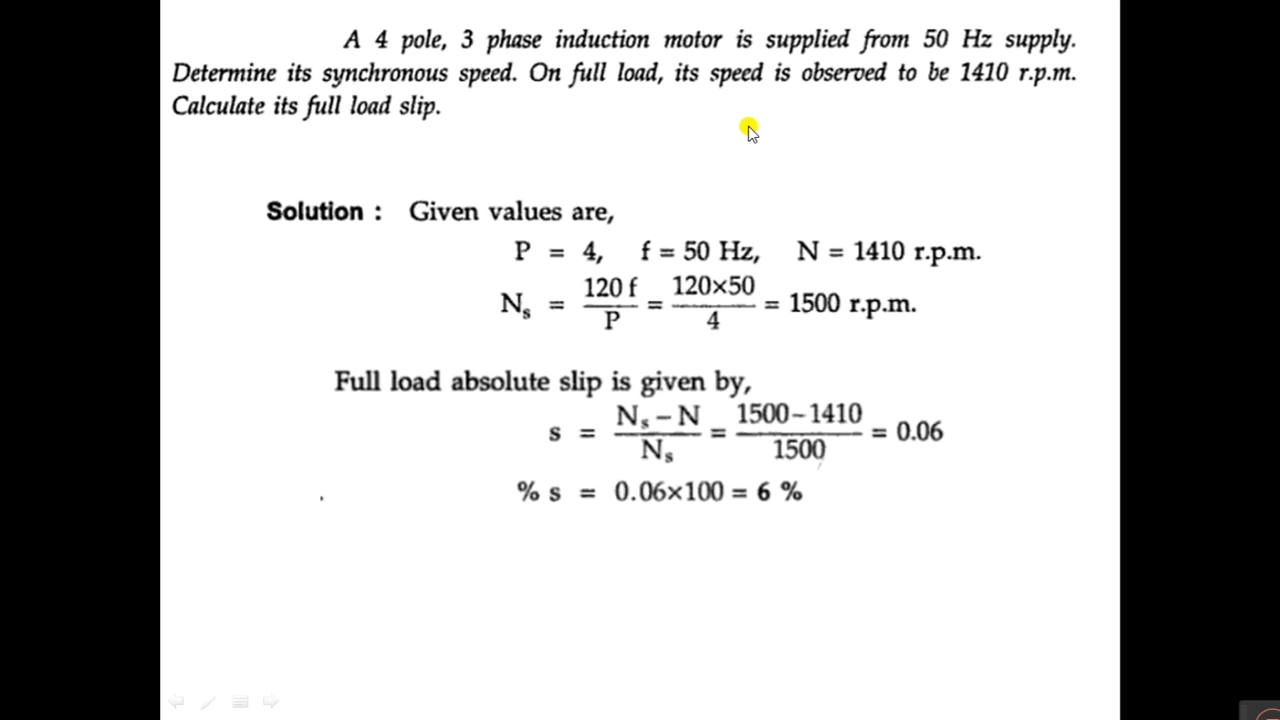 A 4 pole, 3 phase induction motor is supplied from 50 Hz supply.
Determine its synchronous speed. On full load, its speed is observed to be 1410 r.p.m.
Calculate its full load slip.
Solution : Given values are,
P = 4, f = 50 Hz, N = 1410 r.p.m.
Nₛ = 120 f / P = 120×50 / 4 = 1500 r.p.m.
Full load absolute slip is given by,
s = Nₛ – N / Nₛ = 1500–1410 / 1500 = 0.06
% s = 0.06×100 = 6 %